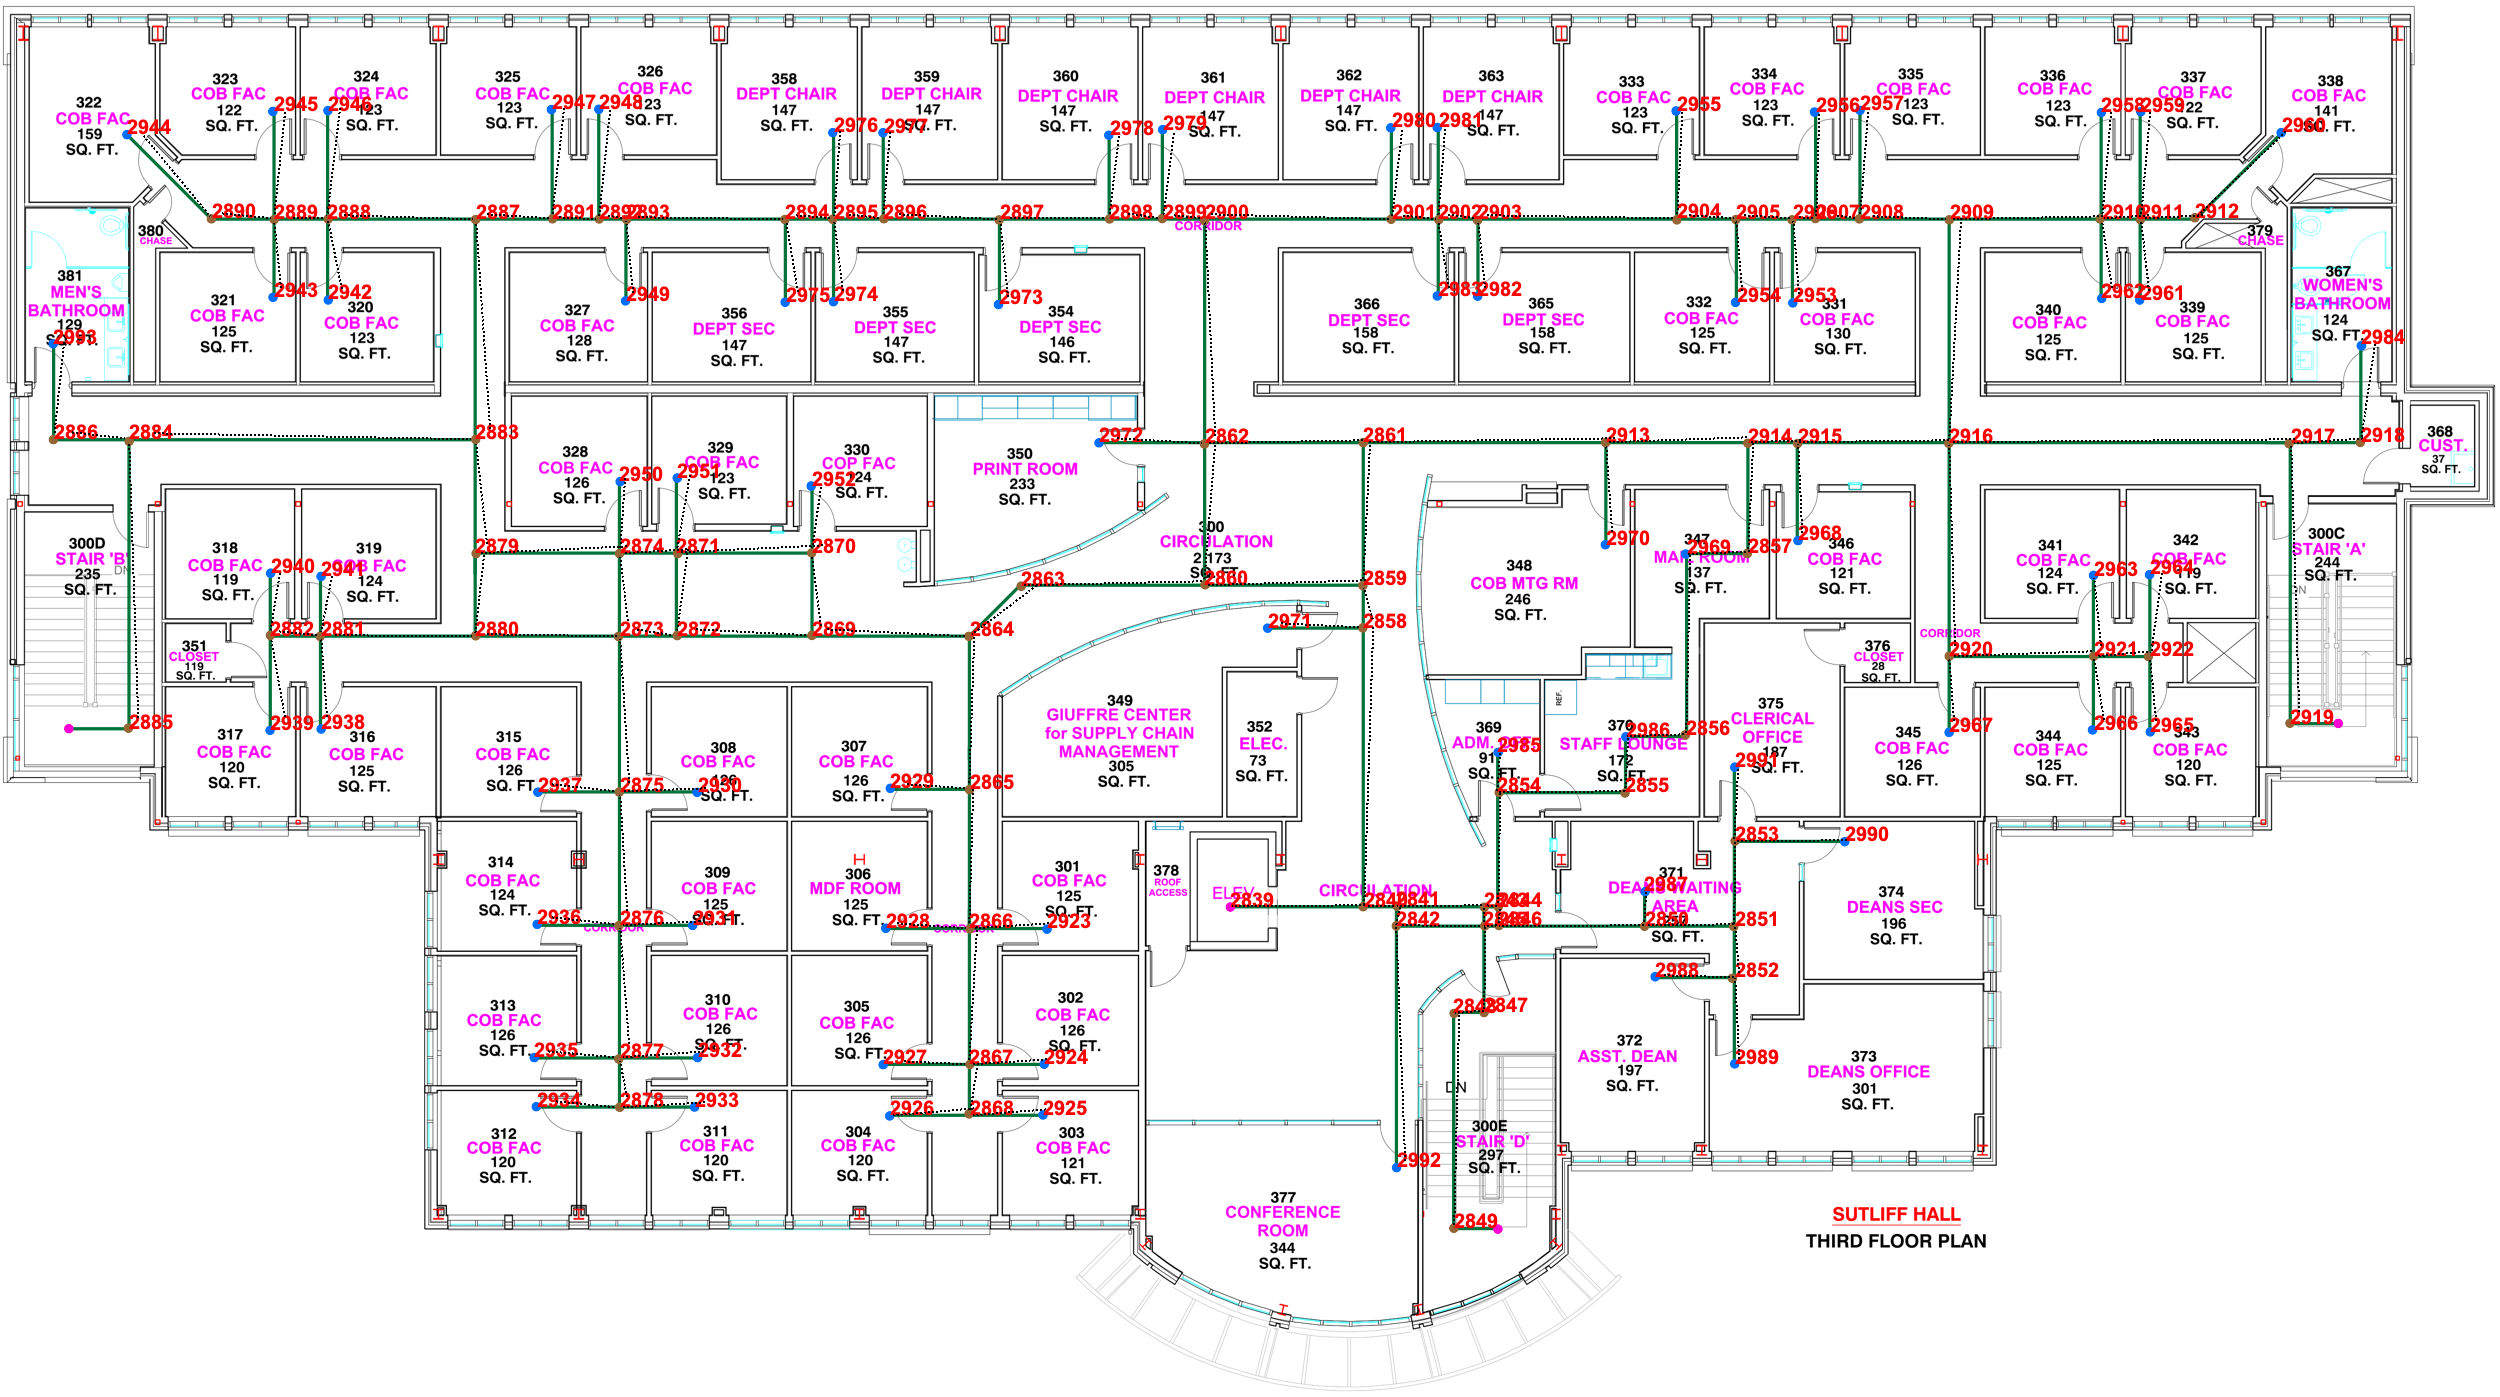 322
COB FAC
159
SQ. FT.
2944
323
COB FAC
122
SQ. FT.
2945
324
COB FAC
123
SQ. FT.
2946
325
COB FAC
123
SQ. FT.
2947
326
COB FAC
123
SQ. FT.
2948
358
DEPT CHAIR
147
SQ. FT.
2976
359
DEPT CHAIR
147
SQ. FT.
2977
360
DEPT CHAIR
147
SQ. FT.
2978
361
DEPT CHAIR
147
SQ. FT.
2979
362
DEPT CHAIR
147
SQ. FT.
2980
363
DEPT CHAIR
147
SQ. FT.
2981
333
COB FAC
123
SQ. FT.
2955
334
COB FAC
123
SQ. FT.
2956
335
COB FAC
123
SQ. FT.
2957
336
COB FAC
123
SQ. FT.
2958
337
COB FAC
122
SQ. FT.
2959
338
COB FAC
141
SQ. FT.
2960
2890
2889
2888
2887
2891
2892
2893
2894
2895
2896
2897
2898
2899
2900
CORRIDOR
2901
2902
2903
2904
2905
2907
2908
2909
2910
2911
2912
380
CHASE
379
CHASE
381
MEN'S
BATHROOM
129
SQ. FT.
2993
321
COB FAC
125
SQ. FT.
2943
320
COB FAC
123
SQ. FT.
2942
327
COB FAC
128
SQ. FT.
2949
356
DEPT SEC
147
SQ. FT.
2975
355
DEPT SEC
147
SQ. FT.
2974
354
DEPT SEC
146
SQ. FT.
2973
366
DEPT SEC
158
SQ. FT.
2983
365
DEPT SEC
158
SQ. FT.
2982
332
COB FAC
125
SQ. FT.
2954
331
COB FAC
130
SQ. FT.
2953
340
COB FAC
125
SQ. FT.
2962
339
COB FAC
125
SQ. FT.
2961
367
WOMEN'S
BATHROOM
124
SQ. FT.
2984
2886
2884
2883
2972
2862
2861
2913
2914
2915
2916
2917
2918
368
CUST.
37
SQ. FT.
328
COB FAC
126
SQ. FT.
2950
329
COB FAC
123
SQ. FT.
2951
330
COP FAC
124
SQ. FT.
2952
350
PRINT ROOM
233
SQ. FT.
300
CIRCULATION
2,173
SQ. FT.
2860
300D
STAIR 'B'
DN
235
SQ. FT.
2885
318
COB FAC
119
SQ. FT.
2940
319
COB FAC
124
SQ. FT.
2941
2879
2874
2871
2870
2863
2859
2858
2971
348
COB MTG RM
246
SQ. FT.
2970
347
MAIL ROOM
137
SQ. FT.
2969
2857
346
COB FAC
121
SQ. FT.
2968
341
COB FAC
124
SQ. FT.
2963
342
COB FAC
119
SQ. FT.
2964
300C
STAIR 'A'
244
SQ. FT.
DN
2919
2882
2881
2880
2873
2872
2869
2864
351
CLOSET
119
SQ. FT.
CORRIDOR
2920
2921
2922
376
CLOSET
28
SQ. FT.
317
COB FAC
120
SQ. FT.
2939
316
COB FAC
125
SQ. FT.
2938
315
COB FAC
126
SQ. FT.
2937
308
COB FAC
126
SQ. FT.
2930
307
COB FAC
126
SQ. FT.
2929
349
GIUFFRE CENTER
for SUPPLY CHAIN
MANAGEMENT
305
SQ. FT.
352
ELEC.
73
SQ. FT.
369
ADM. OFF
91
SQ. FT.
2985
REF.
370
STAFF LOUNGE
172
SQ. FT.
2986
2856
375
CLERICAL
OFFICE
187
SQ. FT.
2991
345
COB FAC
126
SQ. FT.
2967
344
COB FAC
125
SQ. FT.
2966
343
COB FAC
120
SQ. FT.
2965
2875
2865
2854
2855
2853
2990
314
COB FAC
124
SQ. FT.
2936
309
COB FAC
125
SQ. FT.
2931
306
MDF ROOM
125
SQ. FT.
2928
301
COB FAC
125
SQ. FT.
2923
2876
CORRIDOR
2866
CORRIDOR
378
ROOF
ACCESS
ELEV.
2839
CIRCULATION
2840
2841
2842
2844
2846
371
DEANS WAITING
AREA
SQ. FT.
2987
2850
2851
374
DEANS SEC
196
SQ. FT.
313
COB FAC
126
SQ. FT.
2935
310
COB FAC
126
SQ. FT.
2932
305
COB FAC
126
SQ. FT.
2927
302
COB FAC
126
SQ. FT.
2924
2877
2867
2988
2852
2848
2847
372
ASST. DEAN
197
SQ. FT.
2989
373
DEANS OFFICE
301
SQ. FT.
2934
2878
2933
2926
2868
2925
312
COB FAC
120
SQ. FT.
311
COB FAC
120
SQ. FT.
304
COB FAC
120
SQ. FT.
303
COB FAC
121
SQ. FT.
2992
DN
300E
STAIR 'D'
297
SQ. FT.
2849
377
CONFERENCE
ROOM
344
SQ. FT.
SUTLIFF HALL
THIRD FLOOR PLAN